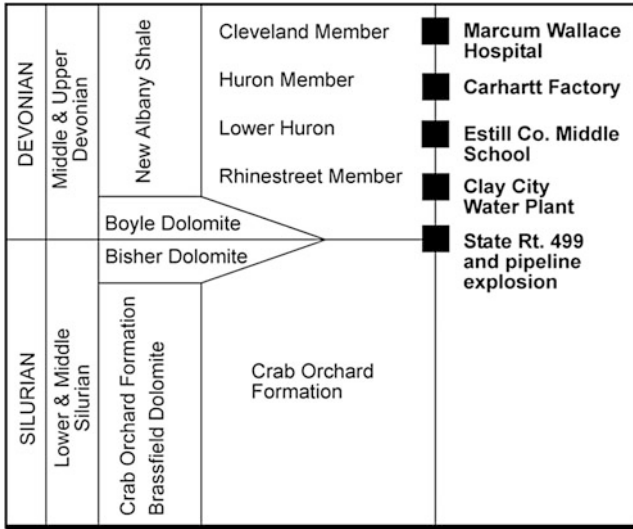 DEVONIAN
Middle & Upper
Devonian
New Albany Shale
Cleveland Member
Huron Member
Lower Huron
Rhinestreet Member
Boyle Dolomite
Bisher Dolomite
SILURIAN
Lower & Middle
Silurian
Crab Orchard Formation
Brassfield Dolomite
Crab Orchard
Formation
Marcum Wallace
Hospital
Carhartt Factory
Estill Co. Middle
School
Clay City
Water Plant
State Rt. 499
and pipeline
explosion